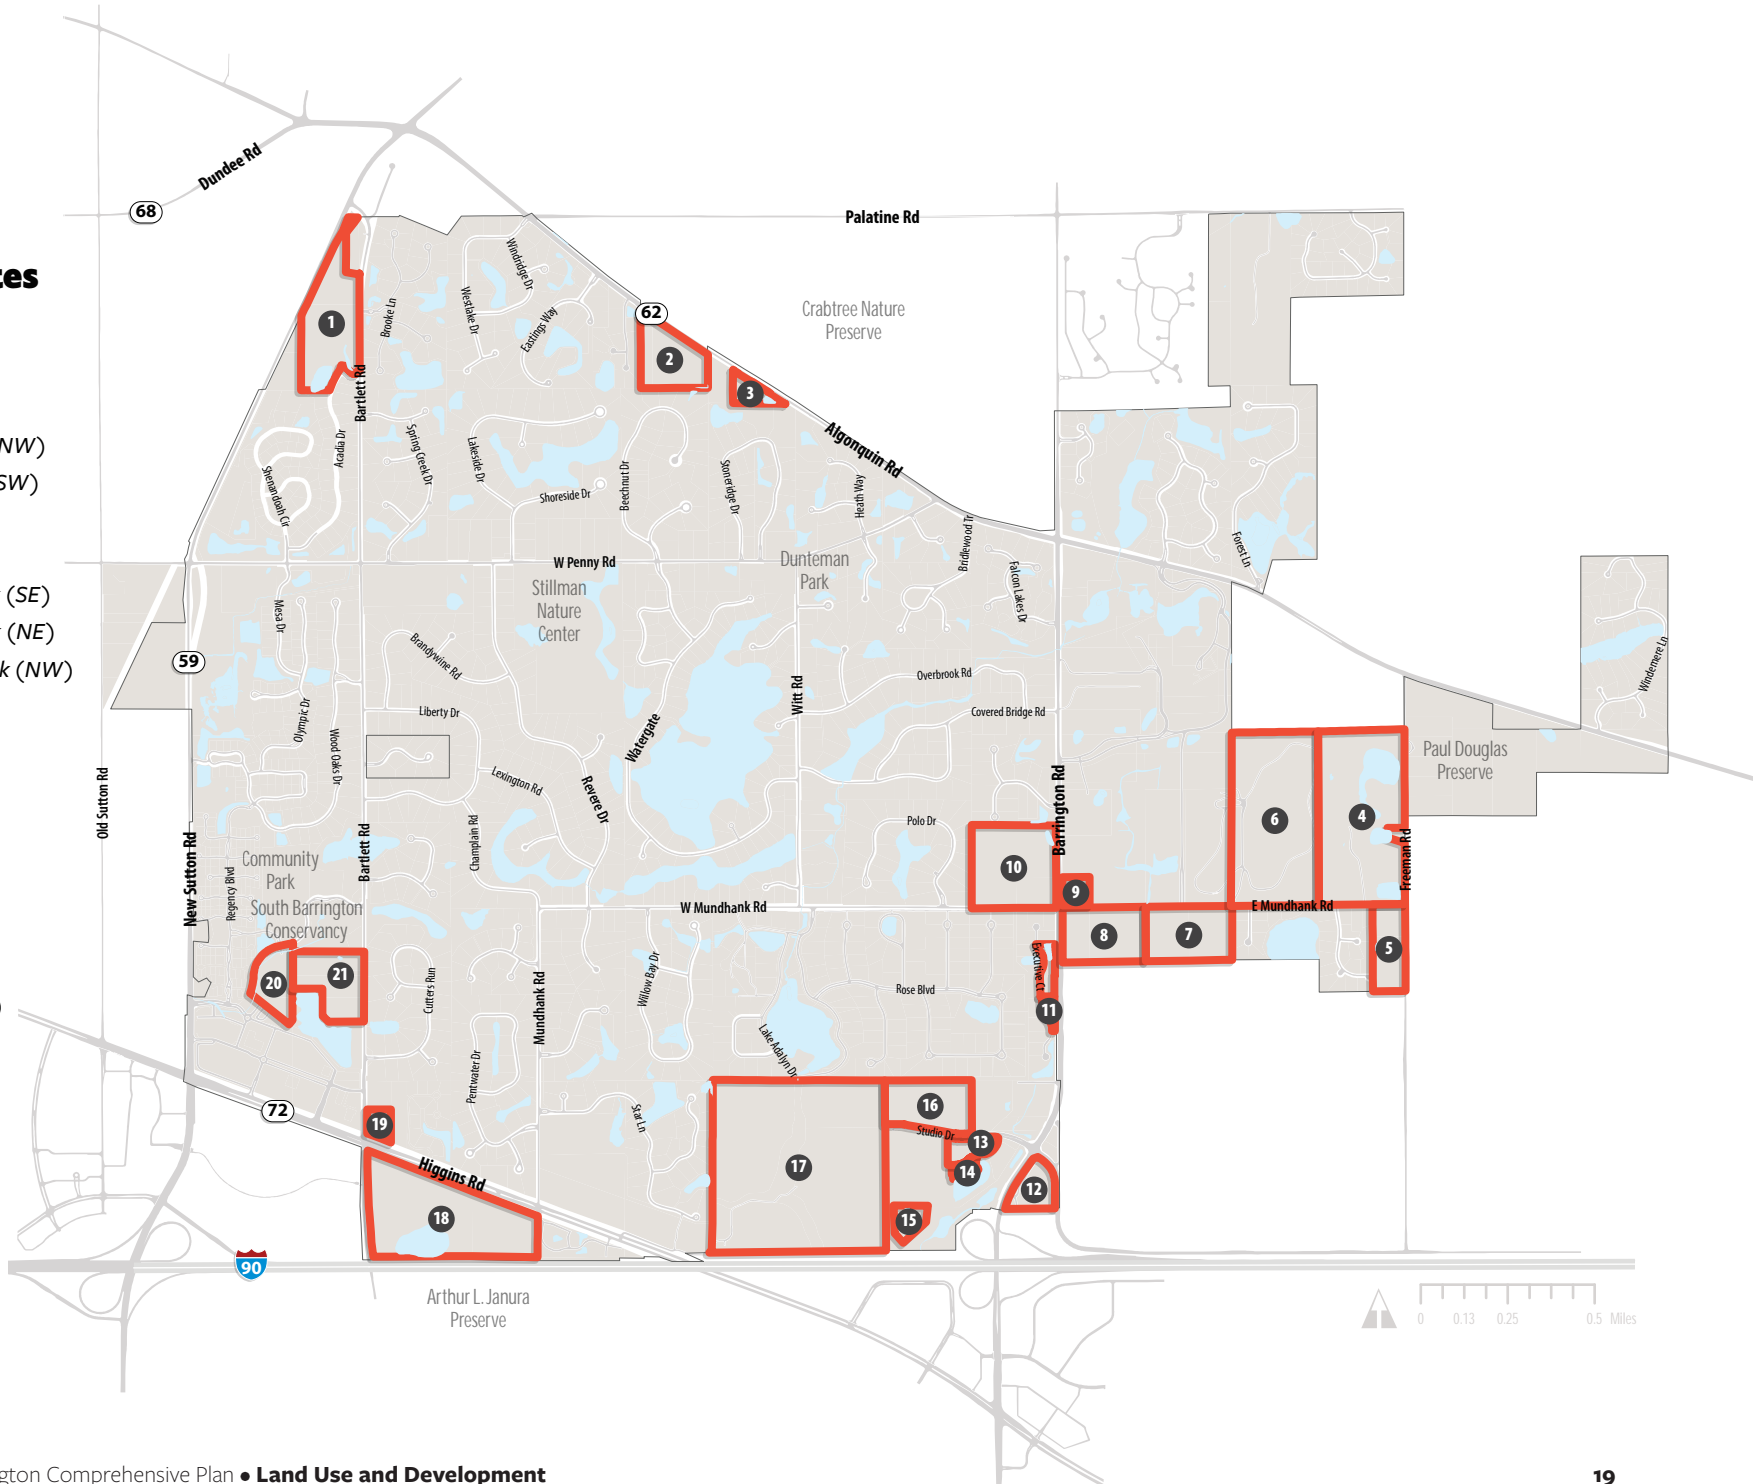 tes
NW)
SW)
(SE)
(NE)
k (NW)
)
Dundee Rd
68
Palatine Rd
Crabtree Nature
Preserve
62
1
2
3
Bartlett Rd
Brooke Ln
Westlake Dr
Windridge Dr
Eastings Way
Algonquin Rd
Acadia Dr
Shenandoah Cir
Spring Creek Dr
Lakeside Dr
Shoreside Dr
Beechnut Dr
Stoneridge Dr
Heath Way
Bridlewood Tr
Falcon Lakes Dr
Forest Ln
W Penny Rd
Stillman
Nature
Center
Dunteman
Park
59
Mesa Dr
Brandywine Rd
Olympic Dr
Wood Oaks Dr
Liberty Dr
Lexington Rd
Revere Dr
Watergate
Witt Rd
Overbrook Rd
Covered Bridge Rd
Windemere Ln
Paul Douglas
Preserve
Old Sutton Rd
New Sutton Rd
Regency Blvd
Community
Park
South Barrington
Conservancy
Bartlett Rd
Champlain Rd
Polo Dr
Barrington Rd
10
9
6
4
Freeman Rd
W Mundhank Rd
E Mundhank Rd
8
7
5
20
21
Cutters Run
Mundhank Rd
Willow Bay Dr
Rose Blvd
Executive Ct
11
Lake Adalyn Dr
Pentwater Dr
Star Ln
72
19
Higgins Rd
18
17
16
Studio Dr
13
14
15
12
90
Arthur L. Janura
Preserve
0 0.13 0.25 0.5 Miles
gton Comprehensive Plan • Land Use and Development
19